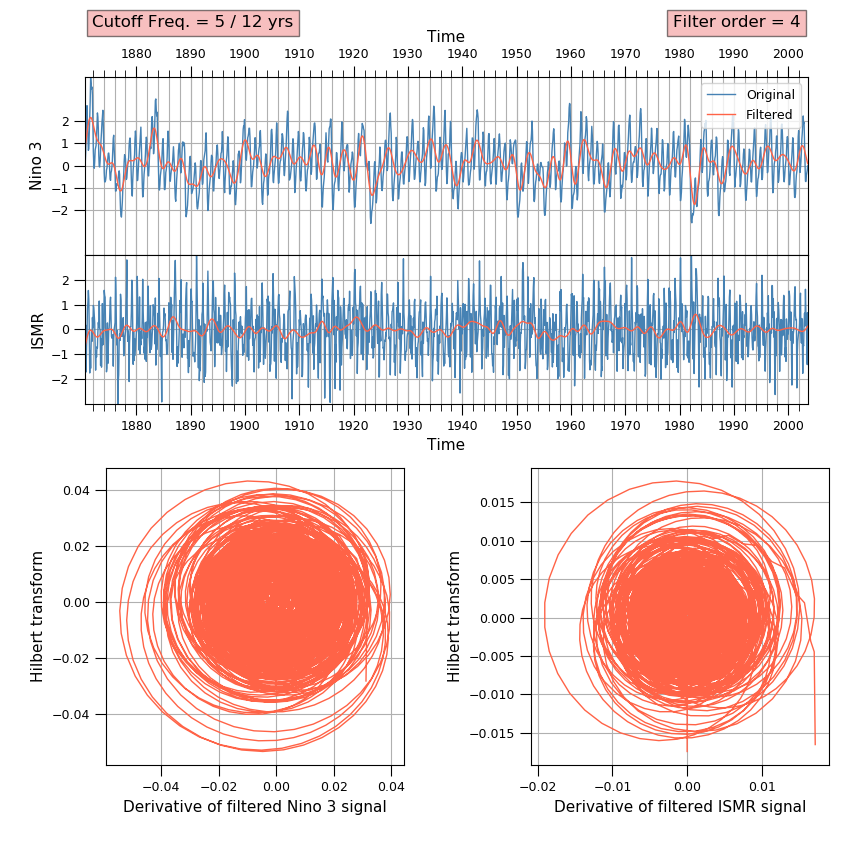 Cutoff Freq. = 5 / 12 yrs Filter order = 4
Time
1880 1890 1900 1910 1920 1930 1940 1950 1960 1970 1980 1990 2000
Original
Filtered
Nino 3
2
1
0
−1
−2
ISMR
2
1
0
−1
−2
1880 1890 1900 1910 1920 1930 1940 1950 1960 1970 1980 1990 2000
Time
Hilbert transform
0.04
0.02
0.00
−0.02
−0.04
−0.04 −0.02 0.00 0.02 0.04
Derivative of filtered Nino 3 signal
Hilbert transform
0.015
0.010
0.005
0.000
−0.005
−0.010
−0.015
−0.02 −0.01 0.00 0.01
Derivative of filtered ISMR signal